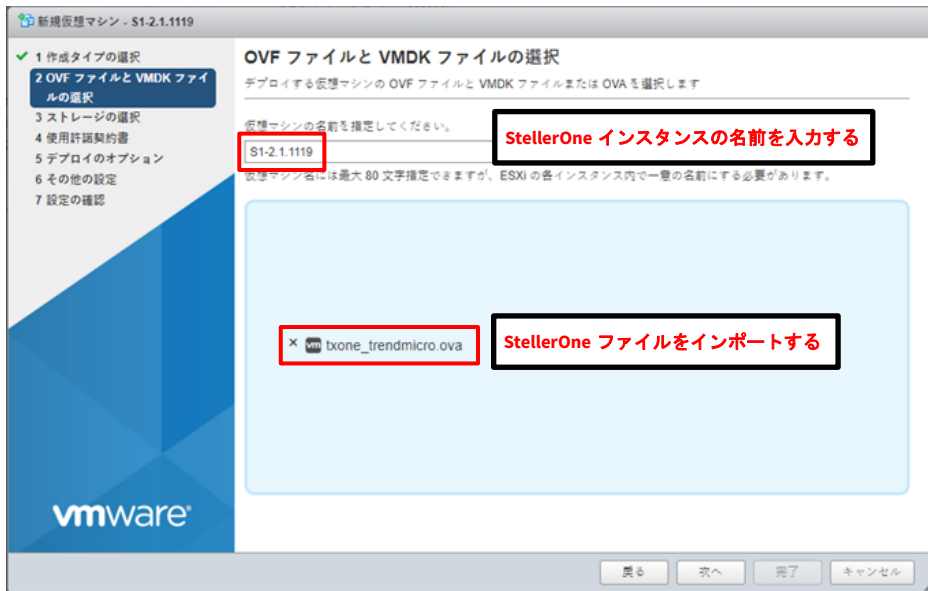 新規仮想マシン - S1-2.1.1119
1 作成タイプの選択
2 OVF ファイルと VMDK ファイ
ルの選択
3 ストレージの選択
4 使用許諾契約書
5 デプロイのオプション
6 その他の設定
7 設定の確認
vmware
OVF ファイルと VMDK ファイルの選択
デプロイする仮想マシンの OVF ファイルと VMDK ファイルまたは OVA を選択します
仮想マシンの名前を指定してください。
S1-2.1.1119
StellerOne インスタンスの名前を入力する
仮想マシン名には最大 80 文字指定できますが、ESXi の各インスタンス内で一意の名前にする必要があります。
× vm txone_trendmicro.ova
StellerOne ファイルをインポートする
戻る
次へ
完了
キャンセル